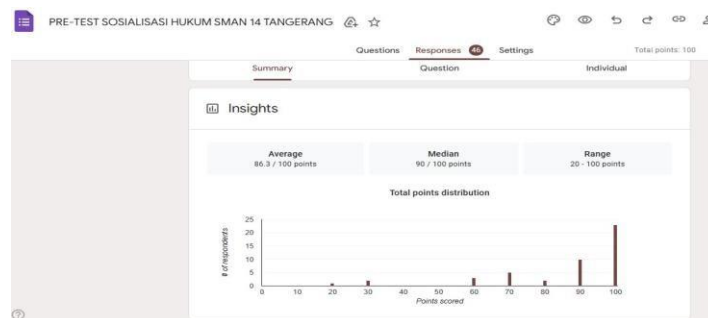 PRE-TEST SOSIALISASI HUKUM SMAN 14 TANGERANG
Questions Responses 46 Settings Total points: 100
Summary Question Individual
Insights
Average Median Range
86.3 / 100 points 90 / 100 points 20 - 100 points
Total points distribution
# of respondents
25
20
15
10
5
0
0 10 20 30 40 50 60 70 80 90 100
Points scored